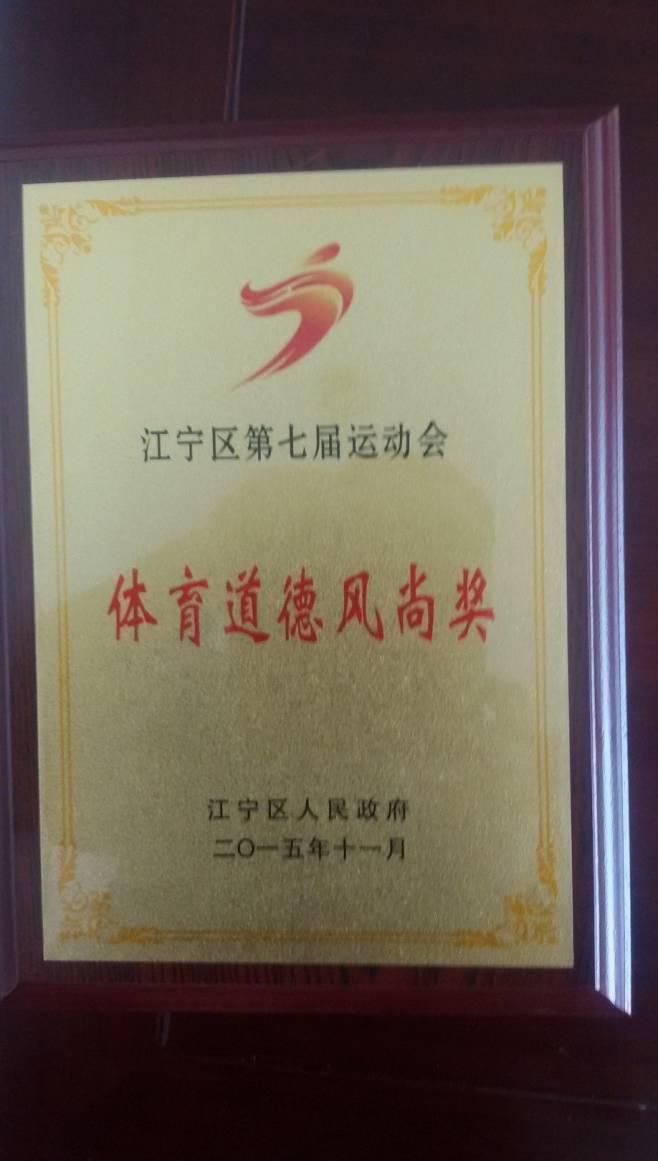 江宁区第七届运动会
体育道德风尚奖
江宁区人民政府
二〇一五年十一月